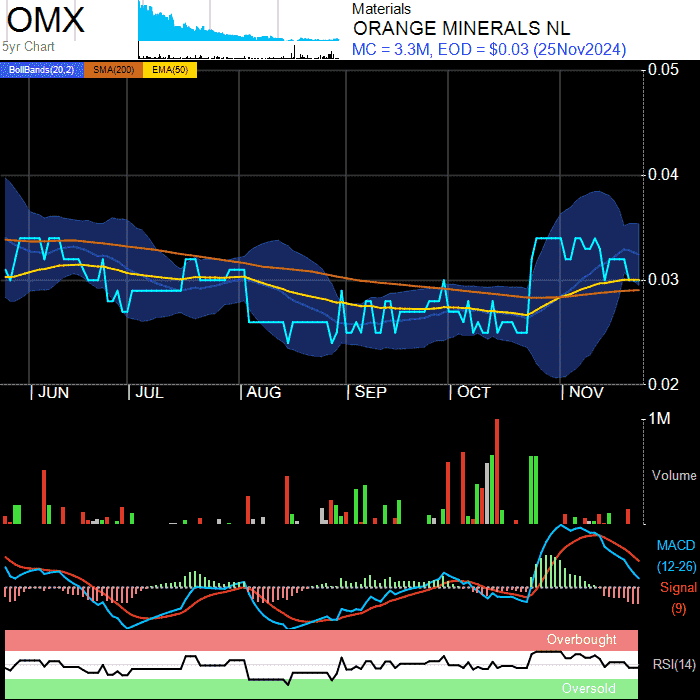 OMX
5yr Chart
Materials
ORANGE MINERALS NL
MC = 3.3M, EOD = $0.03 (25Nov2024)
BollBands(20,2) SMA(200) EMA(50)
0.05
0.04
0.03
0.02
| JUN | JUL | AUG | SEP | OCT | NOV
1M
Volume
MACD
(12-26)
Signal
(9)
Overbought
RSI(14)
Oversold